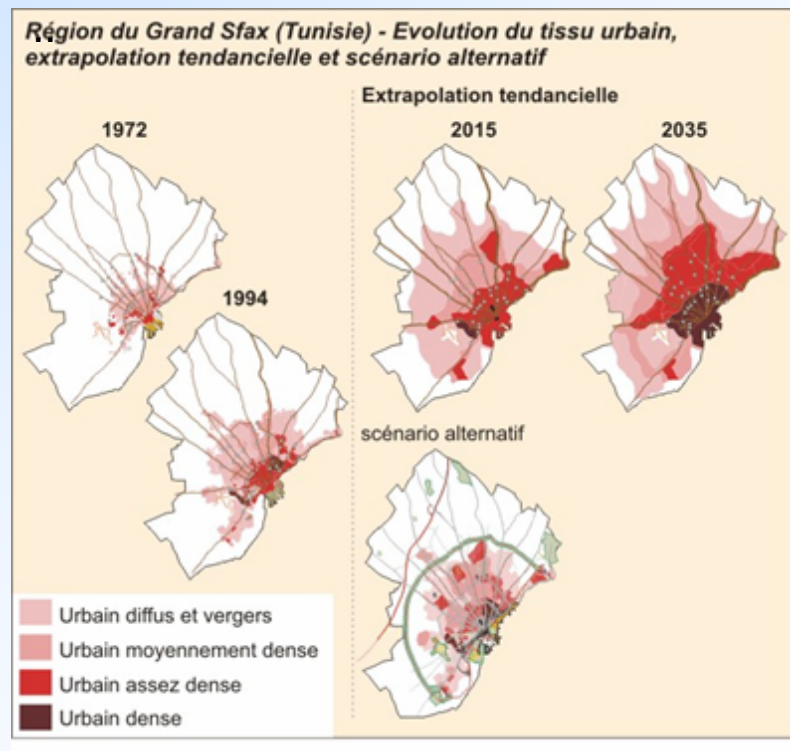 Région du Grand Sfax (Tunisie) - Evolution du tissu urbain,
extrapolation tendancielle et scénario alternatif
Extrapolation tendancielle
1972
2015
2035
1994
scénario alternatif
Urbain diffus et vergers
Urbain moyennement dense
Urbain assez dense
Urbain dense